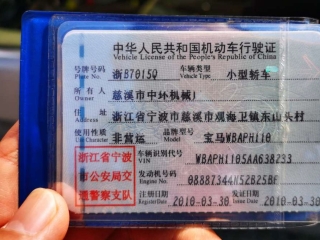 中华人民共和国机动车行驶证
Vehicle License of the People's Republic of China
号牌号码 Plate No. 浙B7015Q 车辆类型 Vehicle Type 小型轿车
所有人 Owner 慈溪市中环机械
住址 Address 浙江省宁波市慈溪市观海卫镇东山头村
使用性质 Use Character 非营运 品牌型号 Model 宝马WBAPH110
浙江省宁波市公安局交通警察支队
车辆识别代号 VIN WBAPH1105AA638233
发动机号码 Engine No. 08887344N52B25BF
注册日期 Register Date 2010-03-30 发证日期 Issue Date 2010-03-30